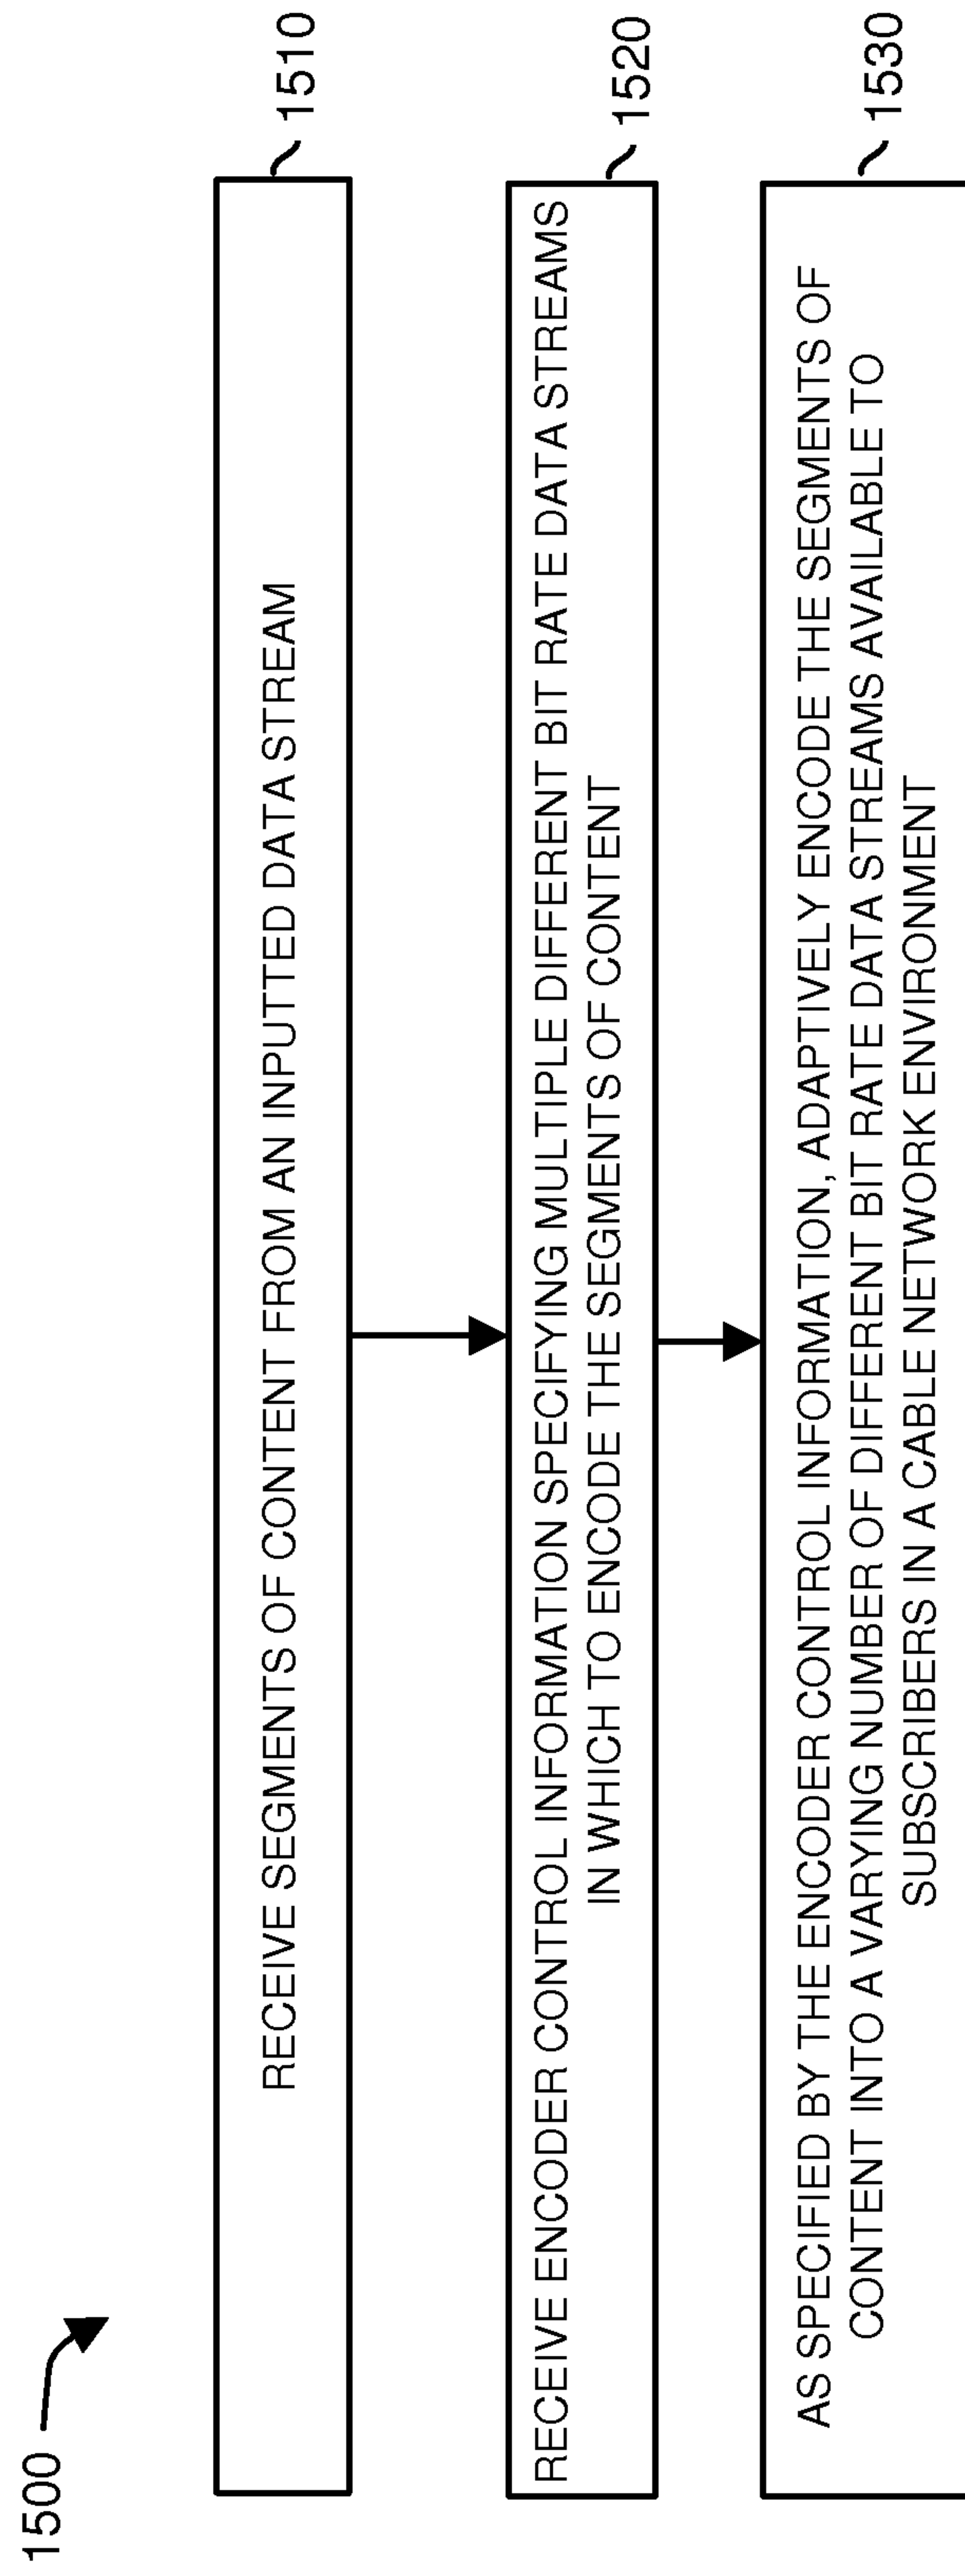 1500
RECEIVE SEGMENTS OF CONTENT FROM AN INPUTTED DATA STREAM
1510
RECEIVE ENCODER CONTROL INFORMATION SPECIFYING MULTIPLE DIFFERENT BIT RATE DATA STREAMS
IN WHICH TO ENCODE THE SEGMENTS OF CONTENT
1520
AS SPECIFIED BY THE ENCODER CONTROL INFORMATION, ADAPTIVELY ENCODE THE SEGMENTS OF
CONTENT INTO A VARYING NUMBER OF DIFFERENT BIT RATE DATA STREAMS AVAILABLE TO
SUBSCRIBERS IN A CABLE NETWORK ENVIRONMENT
1530